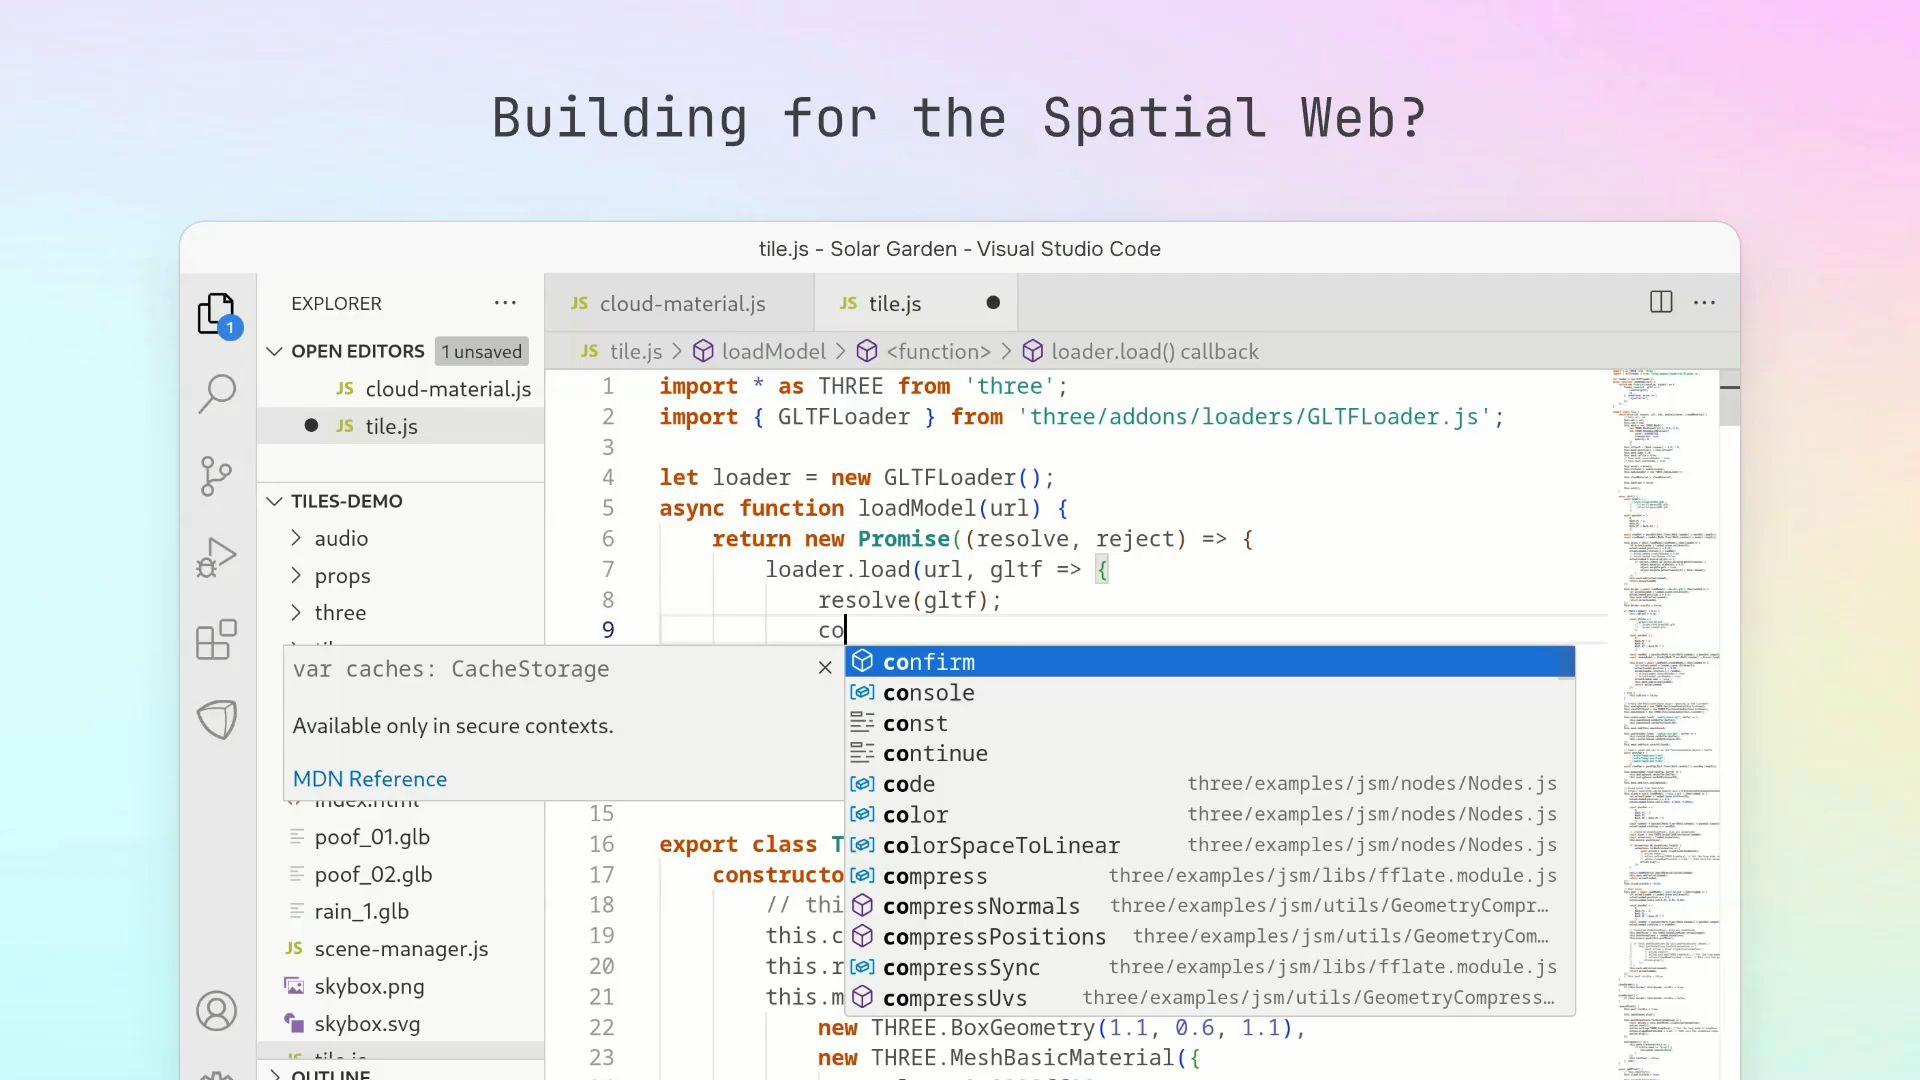 Building for the Spatial Web?
tile.js - Solar Garden - Visual Studio Code
1
EXPLORER
OPEN EDITORS 1 unsaved
JS cloud-material.js
JS tile.js
TILES-DEMO
audio
props
three
var caches: CacheStorage
Available only in secure contexts.
MDN Reference
index.html
poof_01.glb
poof_02.glb
rain_1.glb
JS scene-manager.js
skybox.png
skybox.svg
JS tile.js
OUTLINE
JS cloud-material.js
JS tile.js
JS tile.js > loadModel > <function> > loader.load() callback
1 import * as THREE from 'three';
2 import { GLTFLoader } from 'three/addons/loaders/GLTFLoader.js';
3
4 let loader = new GLTFLoader();
5 async function loadModel(url) {
6 return new Promise((resolve, reject) => {
7 loader.load(url, gltf => {
8 resolve(gltf);
9 co
confirm
console
const
continue
code three/examples/jsm/nodes/Nodes.js
color three/examples/jsm/nodes/Nodes.js
colorSpaceToLinear three/examples/jsm/nodes/Nodes.js
compress three/examples/jsm/libs/fflate.module.js
compressNormals three/examples/jsm/utils/GeometryCompr…
compressPositions three/examples/jsm/utils/GeometryCom…
compressSync three/examples/jsm/libs/fflate.module.js
compressUvs three/examples/jsm/utils/GeometryCompress…
15
16 export class T
17 constructo
18 // thi
19 this.c
20 this.r
21 this.m
22 new THREE.BoxGeometry(1.1, 0.6, 1.1),
23 new THREE.MeshBasicMaterial({